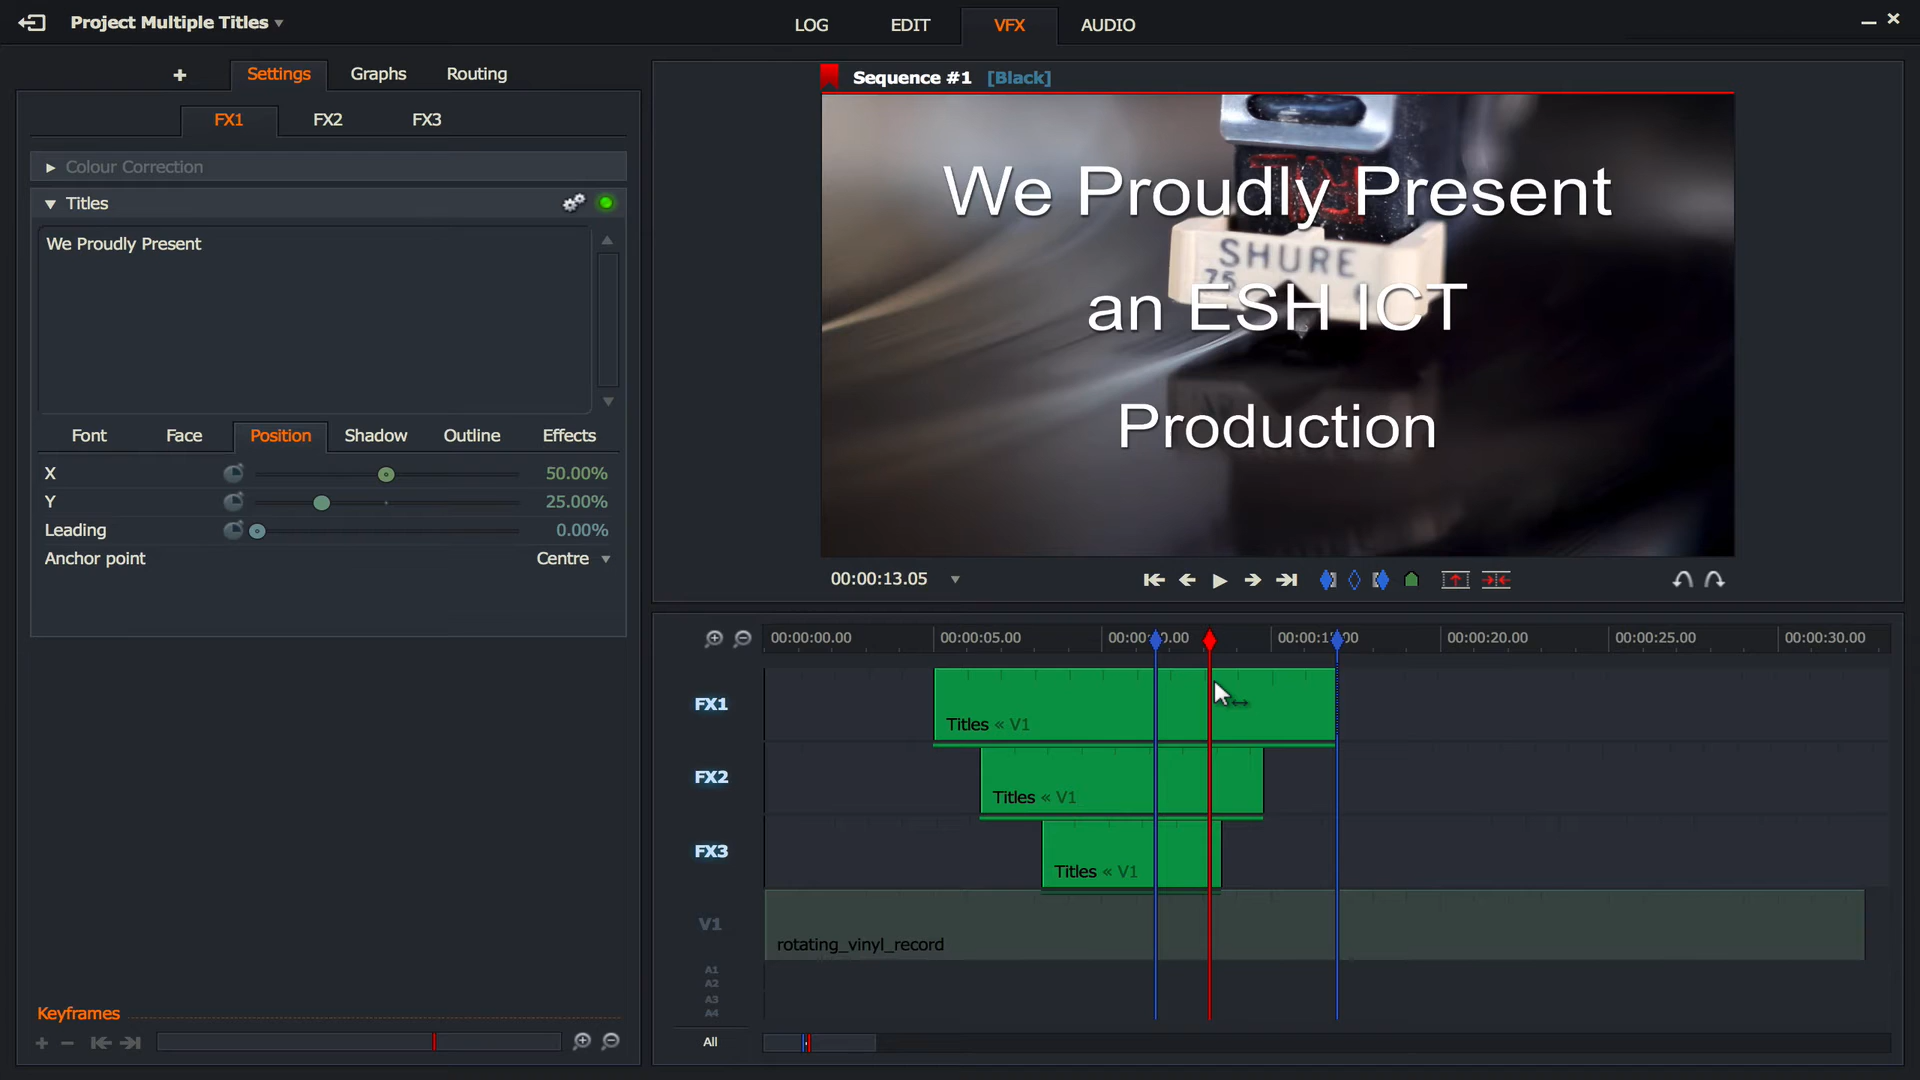 Project Multiple Titles
LOG EDIT VFX AUDIO
+ Settings Graphs Routing
FX1 FX2 FX3
Colour Correction
Titles
We Proudly Present
Font Face Position Shadow Outline Effects
X 50.00%
Y 25.00%
Leading 0.00%
Anchor point Centre
Keyframes
Sequence #1 [Black]
We Proudly Present
SHURE
75
an ESH ICT
Production
00:00:13.05
00:00:00.00 00:00:05.00 00:00:10.00 00:00:15.00 00:00:20.00 00:00:25.00 00:00:30.00
FX1
Titles « V1
FX2
Titles « V1
FX3
Titles « V1
V1
rotating_vinyl_record
A1
A2
A3
A4
All